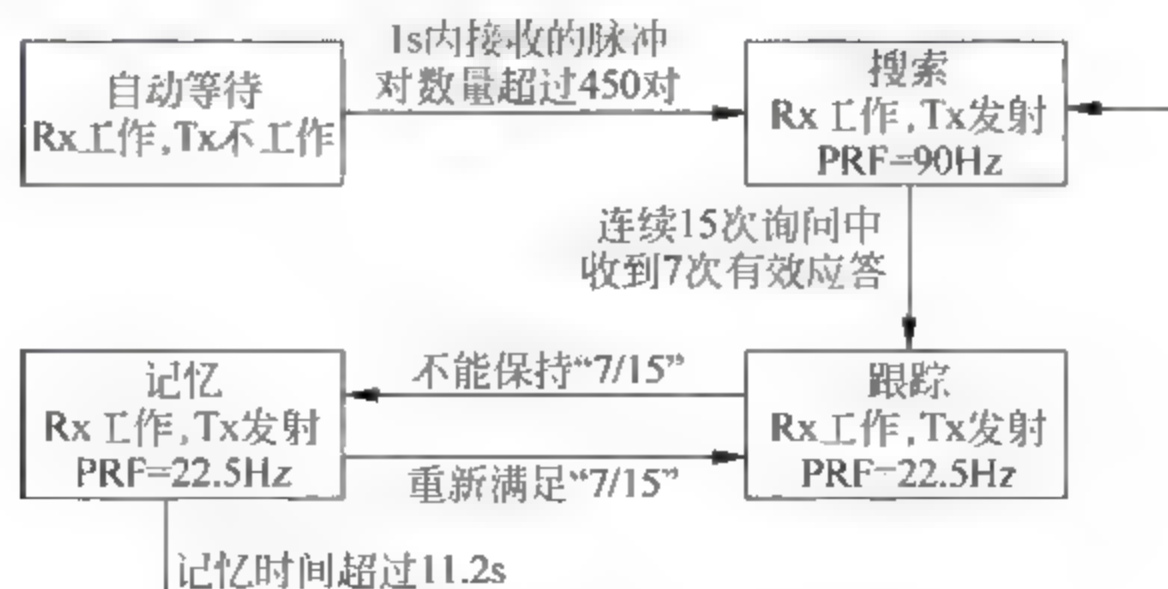 1s内接收的脉冲
对数量超过450对
自动等待
Rx工作,Tx不工作
搜索
Rx工作,Tx发射
PRF=90Hz
连续15次询问中
收到7次有效应答
记忆
Rx工作,Tx发射
PRF=22.5Hz
不能保持“7/15”
重新满足“7/15”
跟踪
Rx工作,Tx发射
PRF=22.5Hz
记忆时间超过11.2s